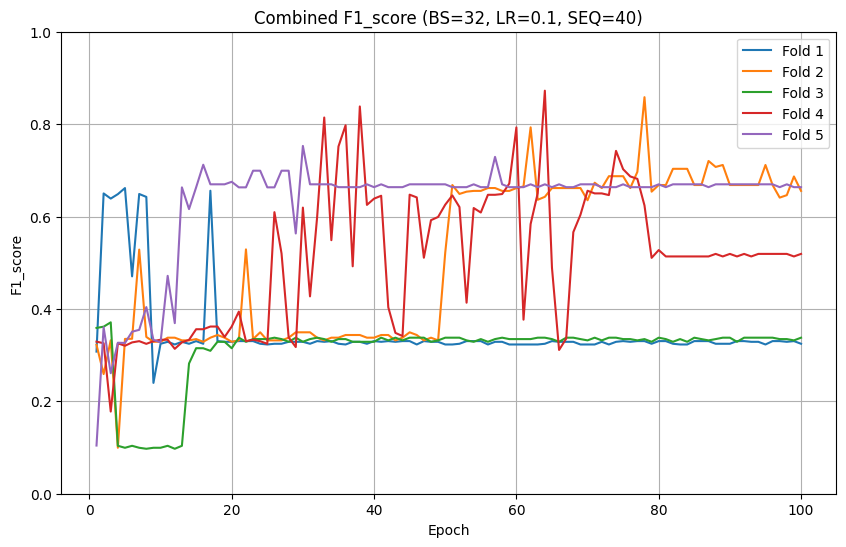 Combined F1_score (BS=32, LR=0.1, SEQ=40)
1.0
0.8
0.6
0.4
0.2
0.0
F1_score
0 20 40 60 80 100
Epoch
Fold 1
Fold 2
Fold 3
Fold 4
Fold 5